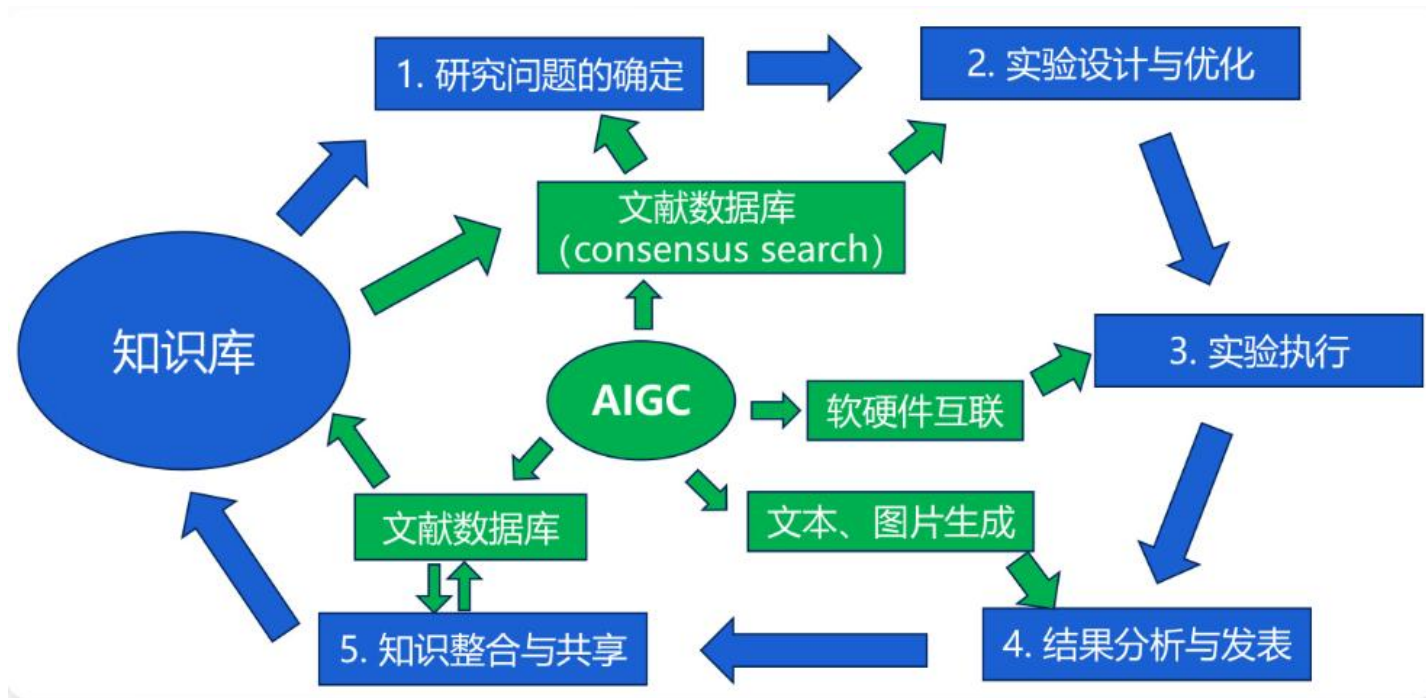 1. 研究问题的确定
2. 实验设计与优化
文献数据库
（consensus search）
知识库
3. 实验执行
AIGC
软硬件互联
文献数据库
文本、图片生成
5. 知识整合与共享
4. 结果分析与发表